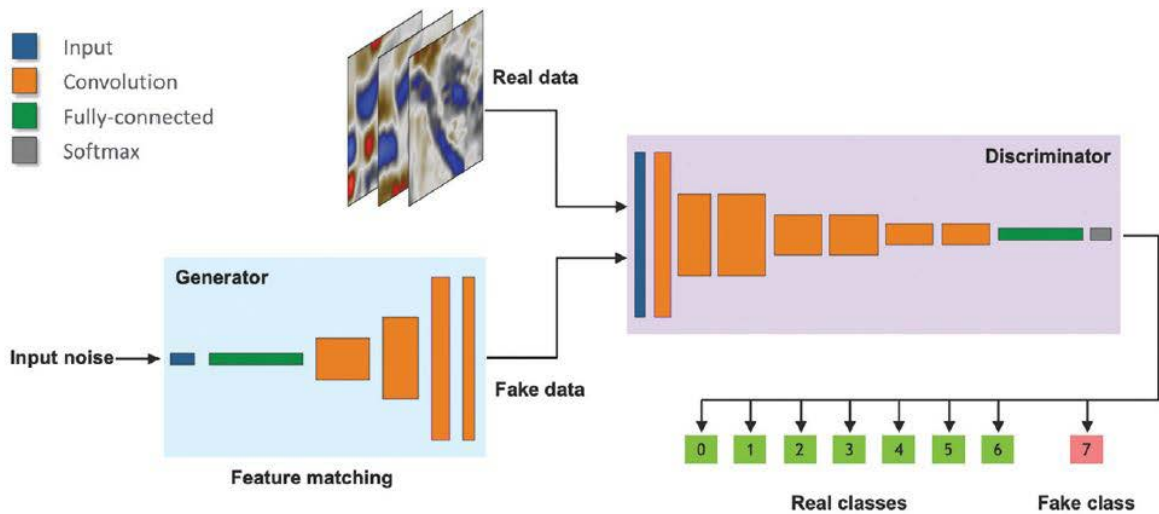 Input
Convolution
Fully-connected
Softmax
Real data
Discriminator
Generator
Input noise
Fake data
Feature matching
0 1 2 3 4 5 6 7
Real classes Fake class